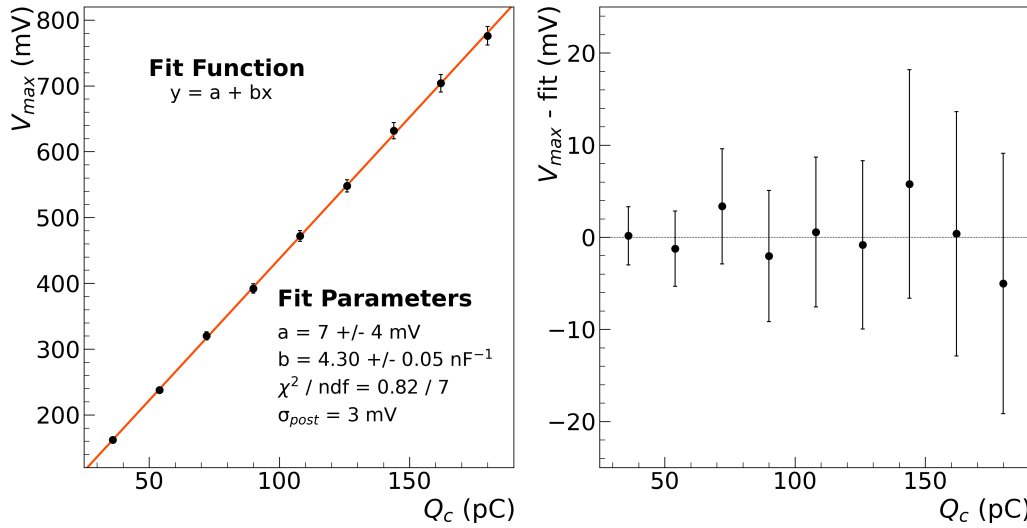 V_max (mV)
800
700
600
500
400
300
200
50
100
150
Q_c (pC)
Fit Function
y = a + bx
Fit Parameters
a = 7 +/- 4 mV
b = 4.30 +/- 0.05 nF⁻¹
χ² / ndf = 0.82 / 7
σ_post = 3 mV
V_max - fit (mV)
20
10
0
−10
−20
50
100
150
Q_c (pC)